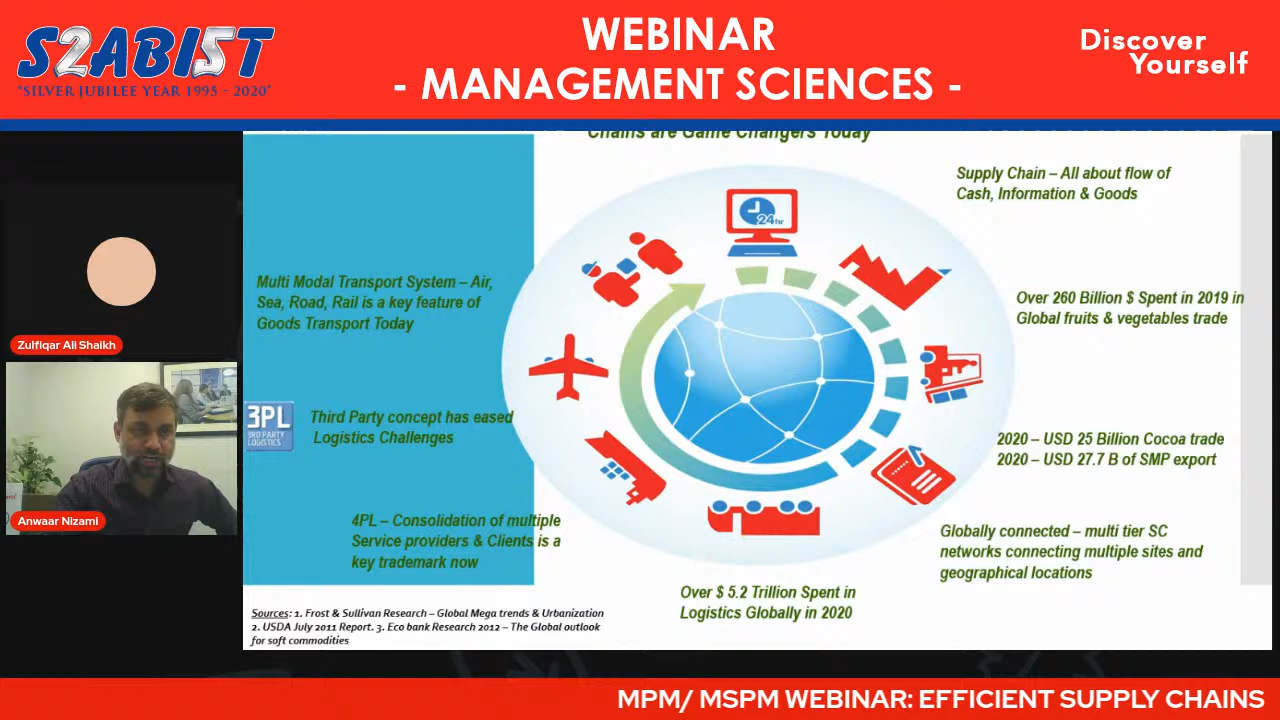 S2ABIST
"SILVER JUBILEE YEAR 1995 - 2020"
WEBINAR
- MANAGEMENT SCIENCES -
Discover
Yourself
Chains are Game Changers Today
Supply Chain – All about flow of
Cash, Information & Goods
24hr
Multi Modal Transport System – Air,
Sea, Road, Rail is a key feature of
Goods Transport Today
Over 260 Billion $ Spent in 2019 in
Global fruits & vegetables trade
Zulfiqar Ali Shaikh
3PL
3RD PARTY
LOGISTICS
Third Party concept has eased
Logistics Challenges
2020 – USD 25 Billion Cocoa trade
2020 – USD 27.7 B of SMP export
Anwaar Nizami
4PL – Consolidation of multiple
Service providers & Clients is a
key trademark now
Globally connected – multi tier SC
networks connecting multiple sites and
geographical locations
Over $ 5.2 Trillion Spent in
Logistics Globally in 2020
Sources: 1. Frost & Sullivan Research – Global Mega trends & Urbanization
2. USDA July 2011 Report. 3. Eco bank Research 2012 – The Global outlook
for soft commodities
MPM/ MSPM WEBINAR: EFFICIENT SUPPLY CHAINS